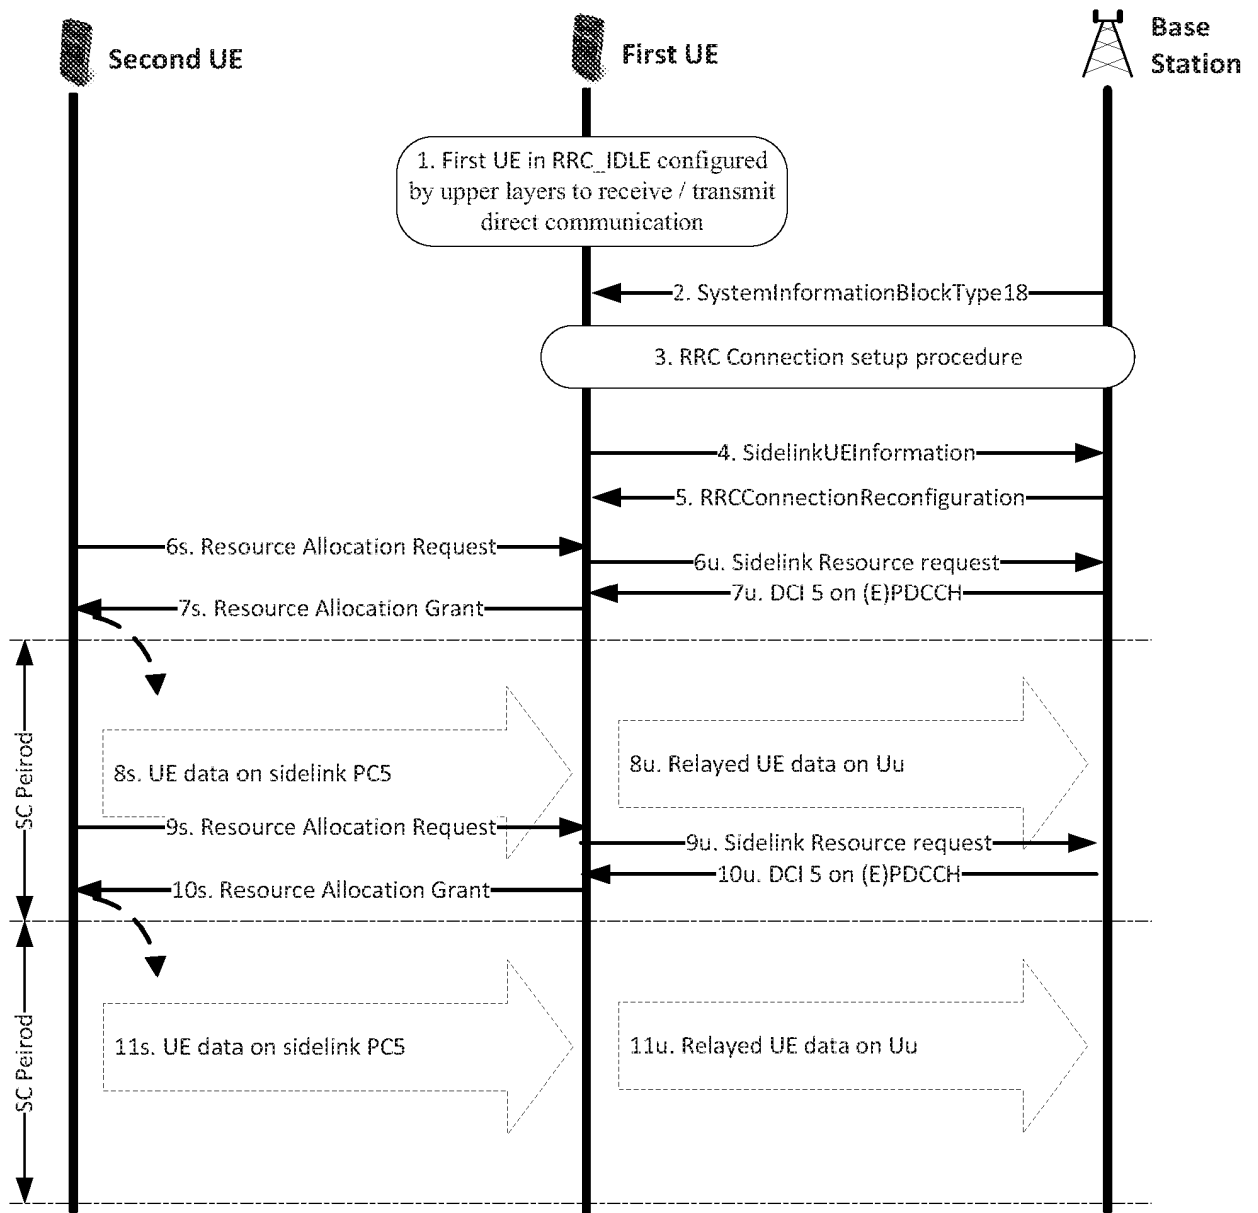 Second UE
First UE
Base
Station
1. First UE in RRC_IDLE configured
by upper layers to receive / transmit
direct communication
2. SystemInformationBlockType18
3. RRC Connection setup procedure
4. SidelinkUEInformation
5. RRCConnectionReconfiguration
6s. Resource Allocation Request
6u. Sidelink Resource request
7u. DCI 5 on (E)PDCCH
7s. Resource Allocation Grant
SC Peirod
8s. UE data on sidelink PC5
8u. Relayed UE data on Uu
9s. Resource Allocation Request
9u. Sidelink Resource request
10u. DCI 5 on (E)PDCCH
10s. Resource Allocation Grant
SC Peirod
11s. UE data on sidelink PC5
11u. Relayed UE data on Uu